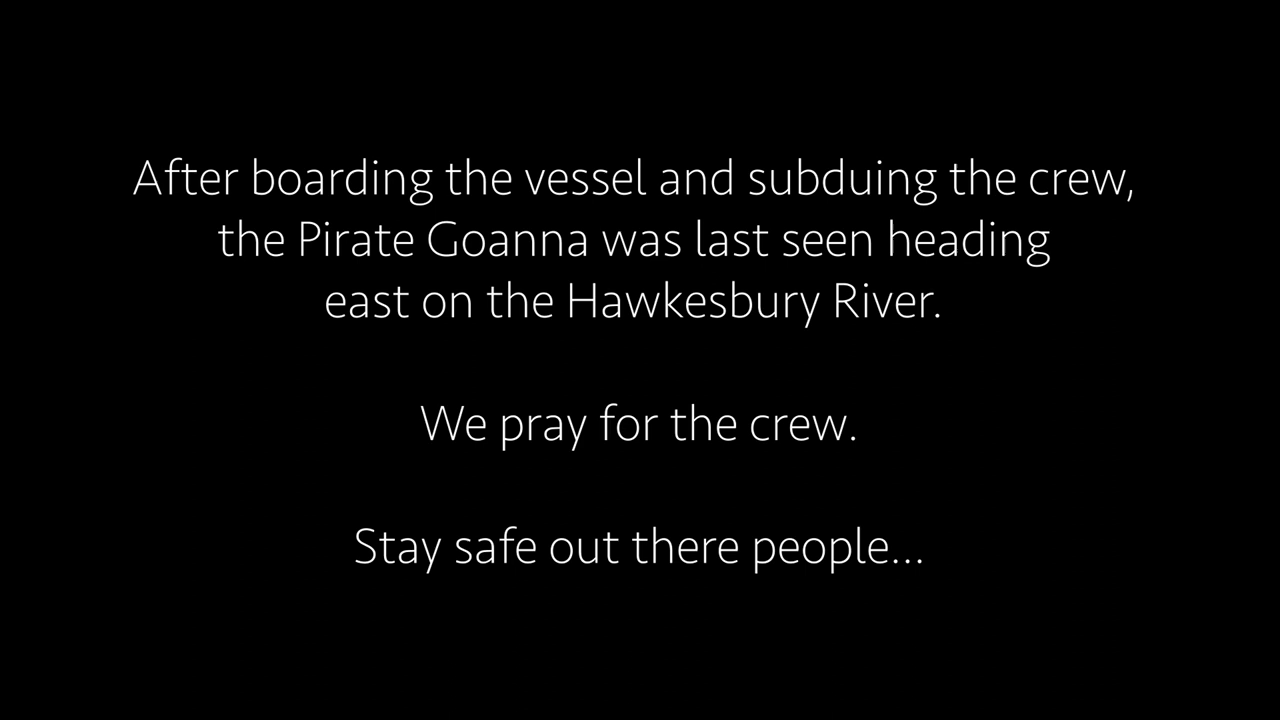 After boarding the vessel and subduing the crew,
the Pirate Goanna was last seen heading
east on the Hawkesbury River.
We pray for the crew.
Stay safe out there people...